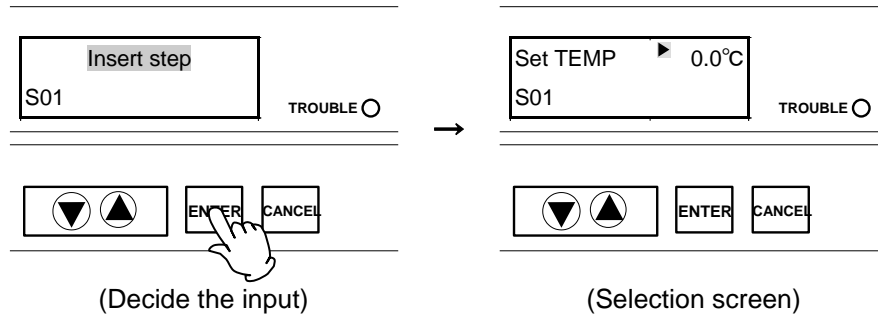 Insert step
S01
TROUBLE
ENTER
CANCEL
(Decide the input)
→
Set TEMP ▶ 0.0°C
S01
TROUBLE
ENTER
CANCEL
(Selection screen)